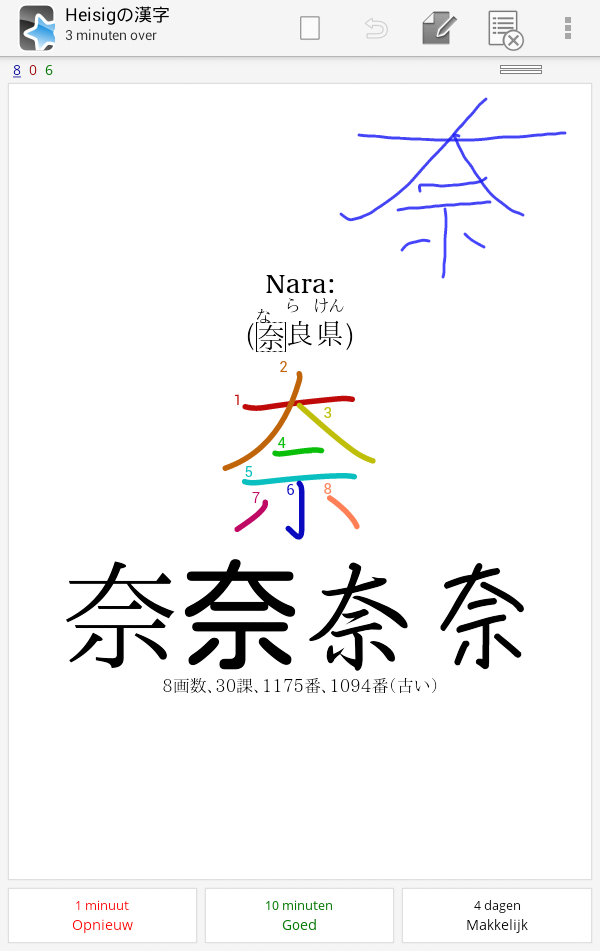 Heisigの漢字
3 minuten over
8 0 6
奈
Nara:
な ら けん
(奈良県)
2
1
3
4
5
6
8
7
奈
奈 奈 奈 奈
8画数、30課、1175番、1094番(古い)
1 minuut
Opnieuw
10 minuten
Goed
4 dagen
Makkelijk